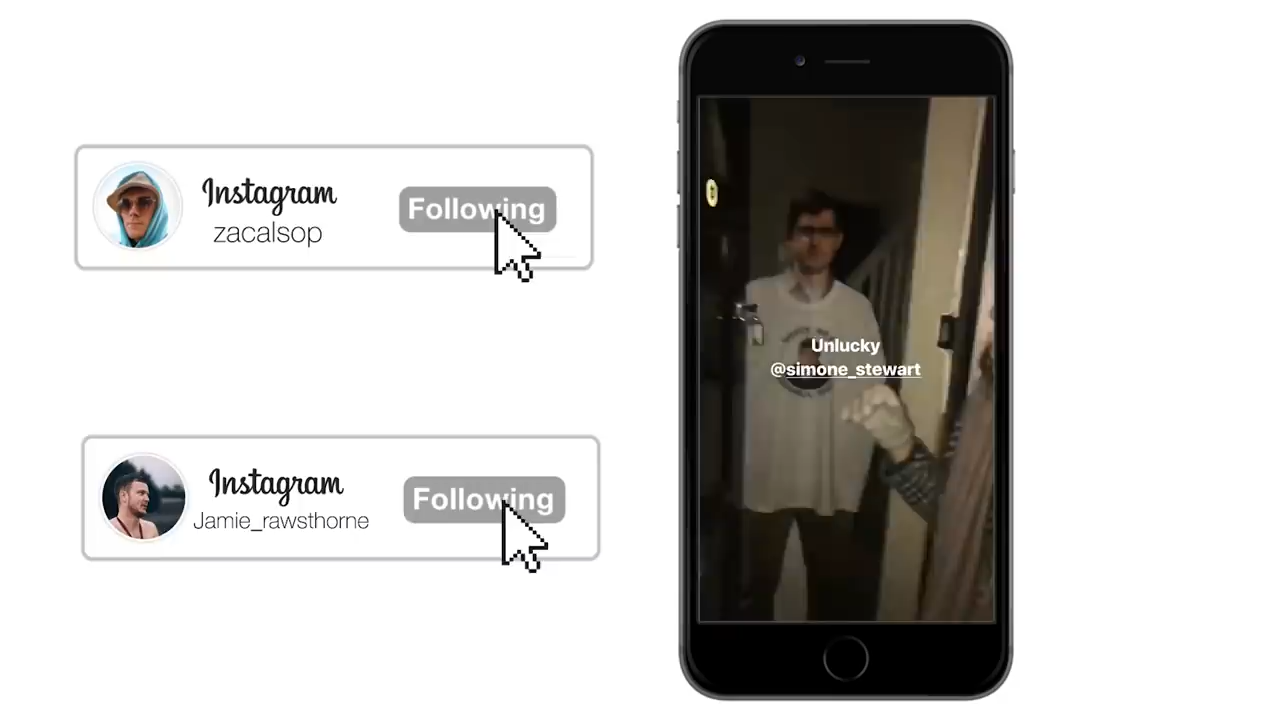 Instagram
zacalsop
Following
Instagram
Jamie_rawsthorne
Following
Unlucky
@simone_stewart